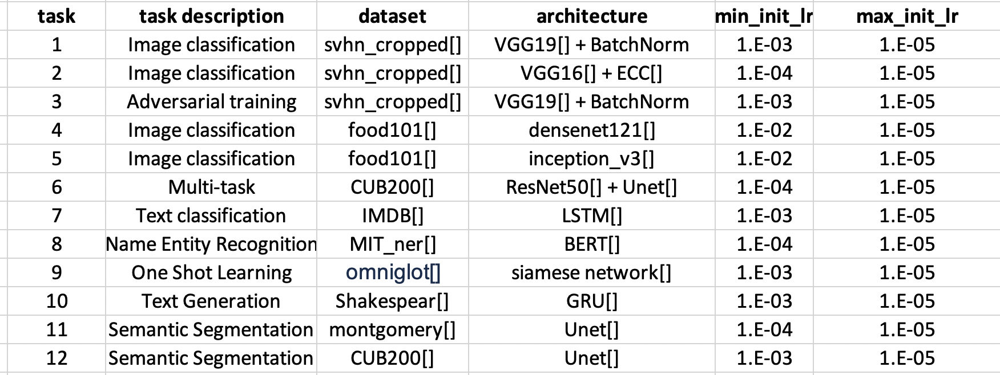 task task description dataset architecture min_init_lr max_init_lr
1 Image classification svhn_cropped[] VGG19[] + BatchNorm 1.E-03 1.E-05
2 Image classification svhn_cropped[] VGG16[] + ECC[] 1.E-04 1.E-05
3 Adversarial training svhn_cropped[] VGG19[] + BatchNorm 1.E-03 1.E-05
4 Image classification food101[] densenet121[] 1.E-02 1.E-05
5 Image classification food101[] inception_v3[] 1.E-02 1.E-05
6 Multi-task CUB200[] ResNet50[] + Unet[] 1.E-04 1.E-05
7 Text classification IMDB[] LSTM[] 1.E-03 1.E-05
8 Name Entity Recognition MIT_ner[] BERT[] 1.E-04 1.E-05
9 One Shot Learning omniglot[] siamese network[] 1.E-03 1.E-05
10 Text Generation Shakespear[] GRU[] 1.E-03 1.E-05
11 Semantic Segmentation montgomery[] Unet[] 1.E-04 1.E-05
12 Semantic Segmentation CUB200[] Unet[] 1.E-03 1.E-05